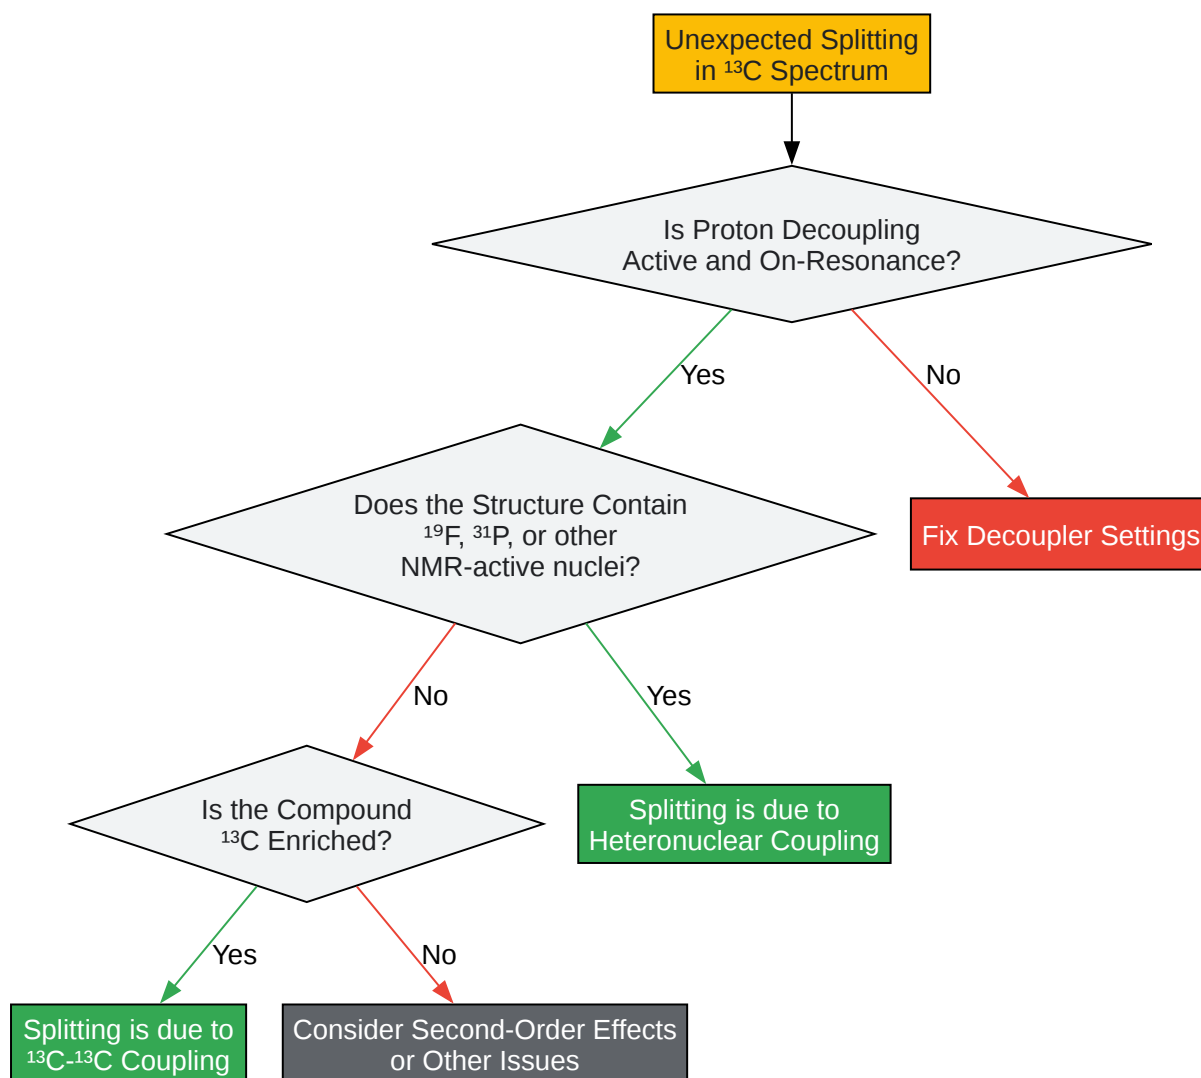 Unexpected Splitting
in ¹³C Spectrum
Is Proton Decoupling
Active and On-Resonance?
Yes
No
Does the Structure Contain
¹⁹F, ³¹P, or other
NMR-active nuclei?
Fix Decoupler Settings
No
Yes
Is the Compound
¹³C Enriched?
Splitting is due to
Heteronuclear Coupling
Yes
No
Splitting is due to
¹³C-¹³C Coupling
Consider Second-Order Effects
or Other Issues